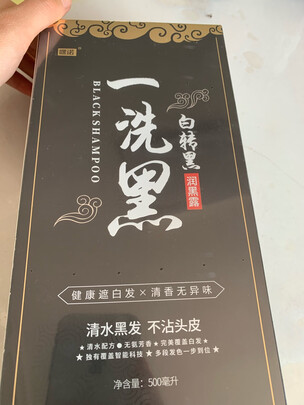 一洗黑
BLACKSHAMPOO
白转黑
润黑露
健康遮白发×清香无异味
清水黑发 不沾头皮
★清水配方●无氨芳香★完美覆盖白发
★独有覆盖智能科技★多段发色一步到位
净含量:500毫升